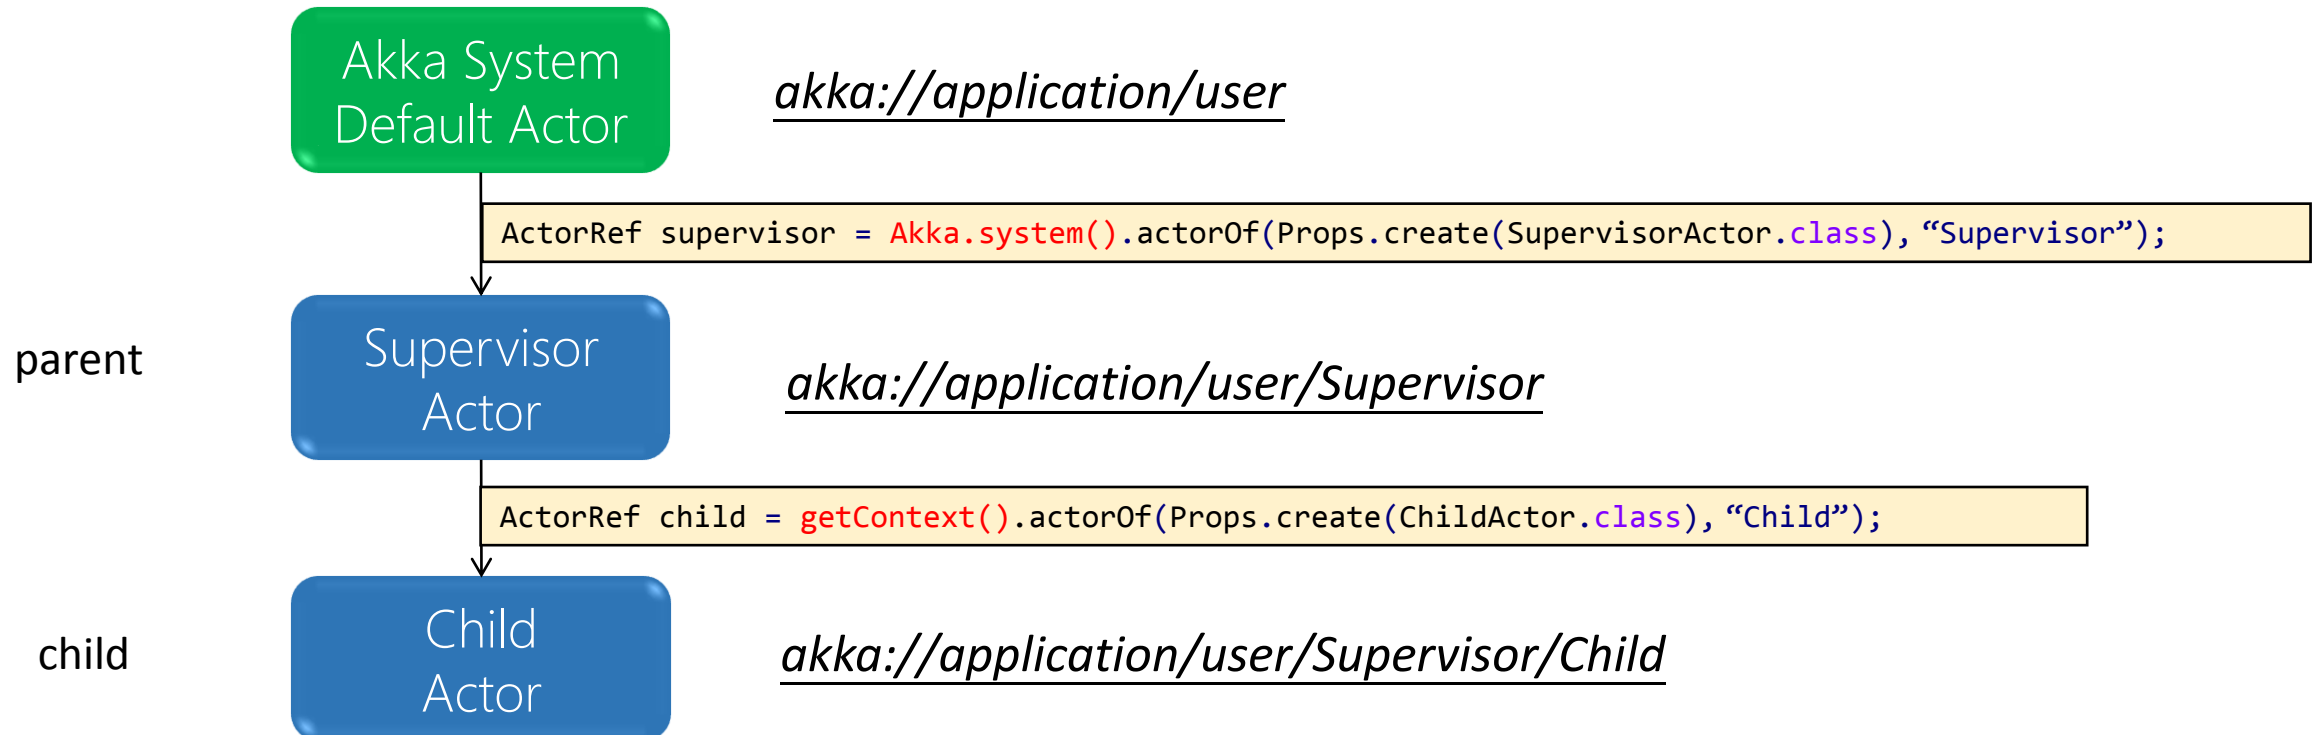 Akka System
Default Actor
akka://application/user
ActorRef supervisor = Akka.system().actorOf(Props.create(SupervisorActor.class), “Supervisor”);
parent
Supervisor
Actor
akka://application/user/Supervisor
ActorRef child = getContext().actorOf(Props.create(ChildActor.class), “Child”);
child
Child
Actor
akka://application/user/Supervisor/Child